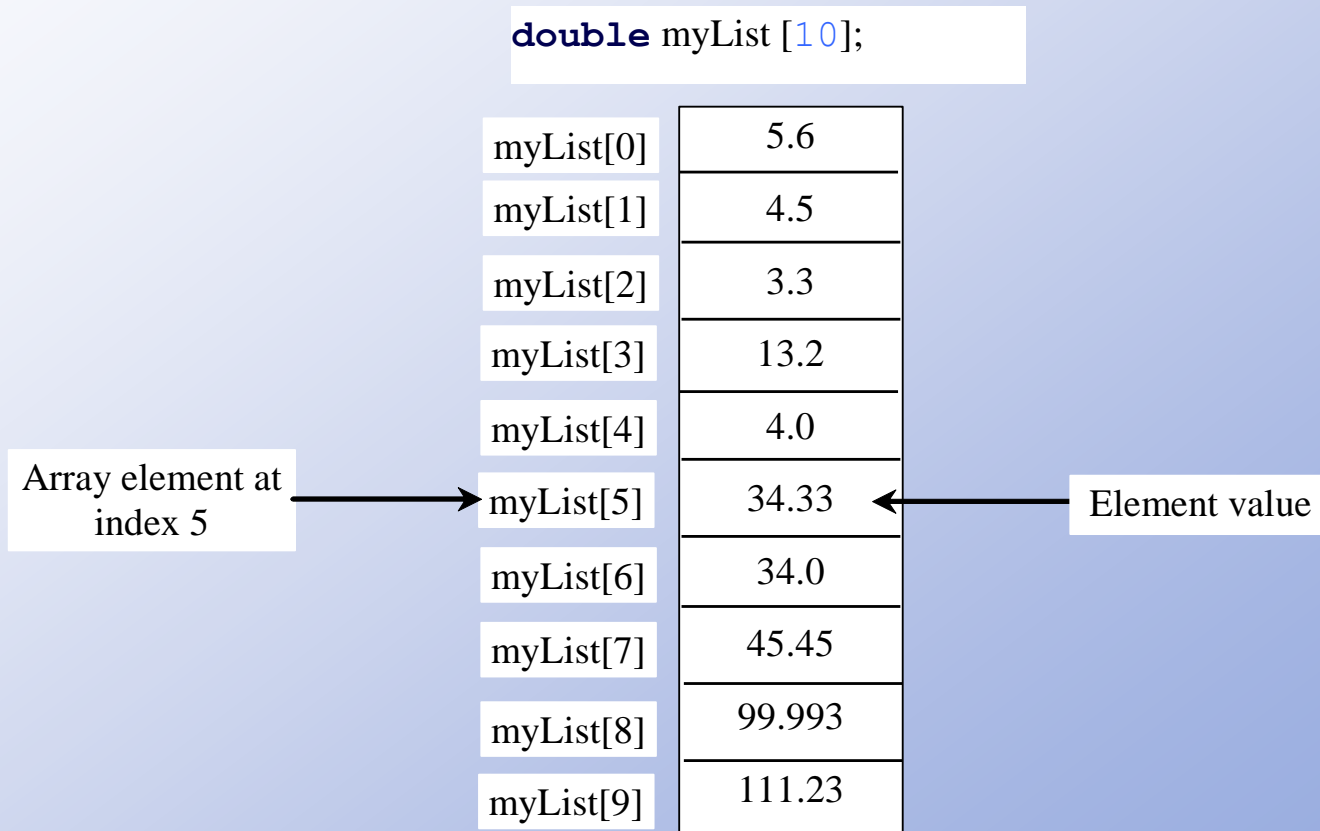 double myList [10];
myList[0] 5.6
myList[1] 4.5
myList[2] 3.3
myList[3] 13.2
myList[4] 4.0
Array element at
index 5
myList[5] 34.33
Element value
myList[6] 34.0
myList[7] 45.45
myList[8] 99.993
myList[9] 111.23